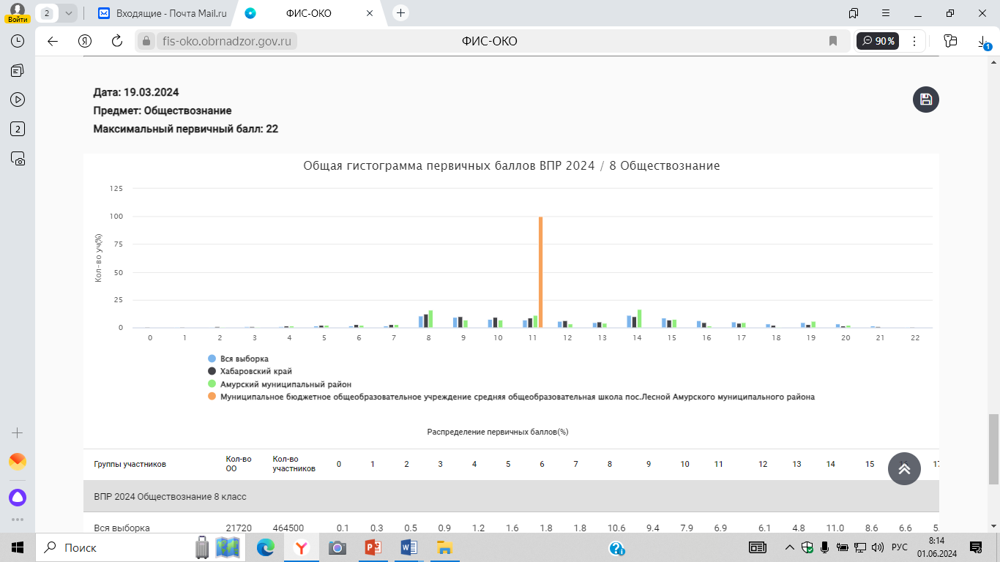 Войти
2
Входящие - Почта Mail.ru
ФИС-ОКО
Я
fis-oko.obrnadzor.gov.ru
ФИС-ОКО
90%
1
2
Дата: 19.03.2024
Предмет: Обществознание
Максимальный первичный балл: 22
Общая гистограмма первичных баллов ВПР 2024 / 8 Обществознание
Кол-во уч(%)
125
100
75
50
25
0
0 1 2 3 4 5 6 7 8 9 10 11 12 13 14 15 16 17 18 19 20 21 22
Вся выборка
Хабаровский край
Амурский муниципальный район
Муниципальное бюджетное общеобразовательное учреждение средняя общеобразовательная школа пос.Лесной Амурского муниципального района
Распределение первичных баллов(%)
Группы участников Кол-во ОО Кол-во участников 0 1 2 3 4 5 6 7 8 9 10 11 12 13 14 15
ВПР 2024 Обществознание 8 класс
Вся выборка 21720 464500 0.1 0.3 0.5 0.9 1.2 1.6 1.8 1.8 10.6 9.4 7.9 6.9 6.1 4.8 11.0 8.6 6.6
Поиск
РУС
8:14
01.06.2024